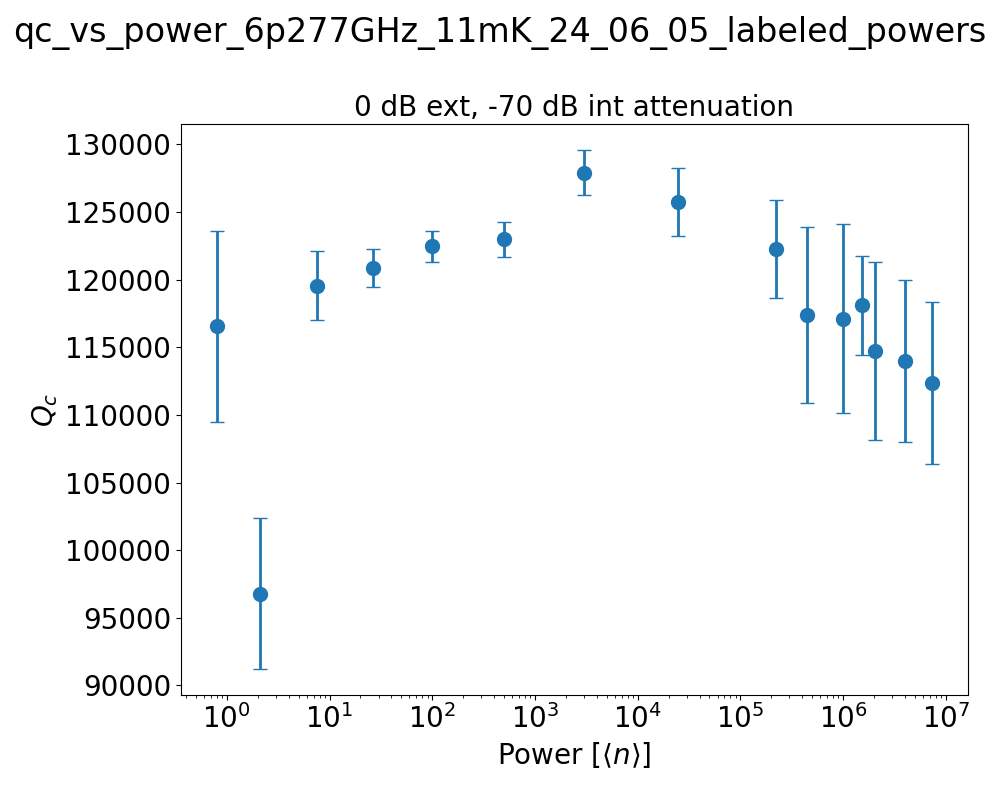 qc_vs_power_6p277GHz_11mK_24_06_05_labeled_powers
0 dB ext, -70 dB int attenuation
130000
125000
120000
115000
110000
105000
100000
95000
90000
Q_c
10^0 10^1 10^2 10^3 10^4 10^5 10^6 10^7
Power [⟨n⟩]